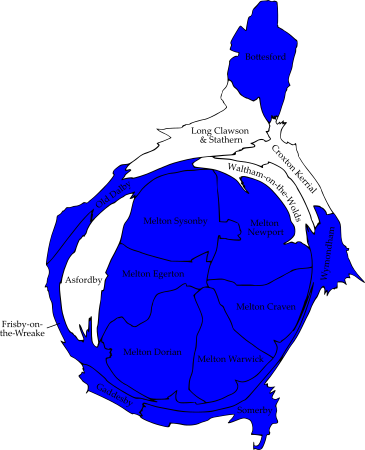 Bottesford
Long Clawson
& Stathern
Croxton Kerrial
Waltham-on-the-Wolds
Old Dalby
Melton Sysonby
Melton
Newport
Wymondham
Melton Egerton
Asfordby
Melton Craven
Frisby-on-
the-Wreake
Melton Dorian
Melton Warwick
Gaddesby
Somerby